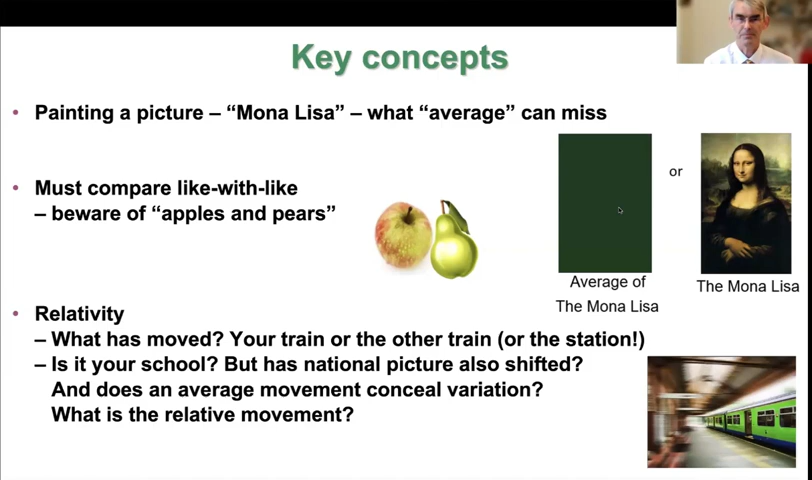 Key concepts
• Painting a picture – “Mona Lisa” – what “average” can miss
or
• Must compare like-with-like
– beware of “apples and pears”
Average of
The Mona Lisa
The Mona Lisa
• Relativity
– What has moved? Your train or the other train (or the station!)
– Is it your school? But has national picture also shifted?
And does an average movement conceal variation?
What is the relative movement?